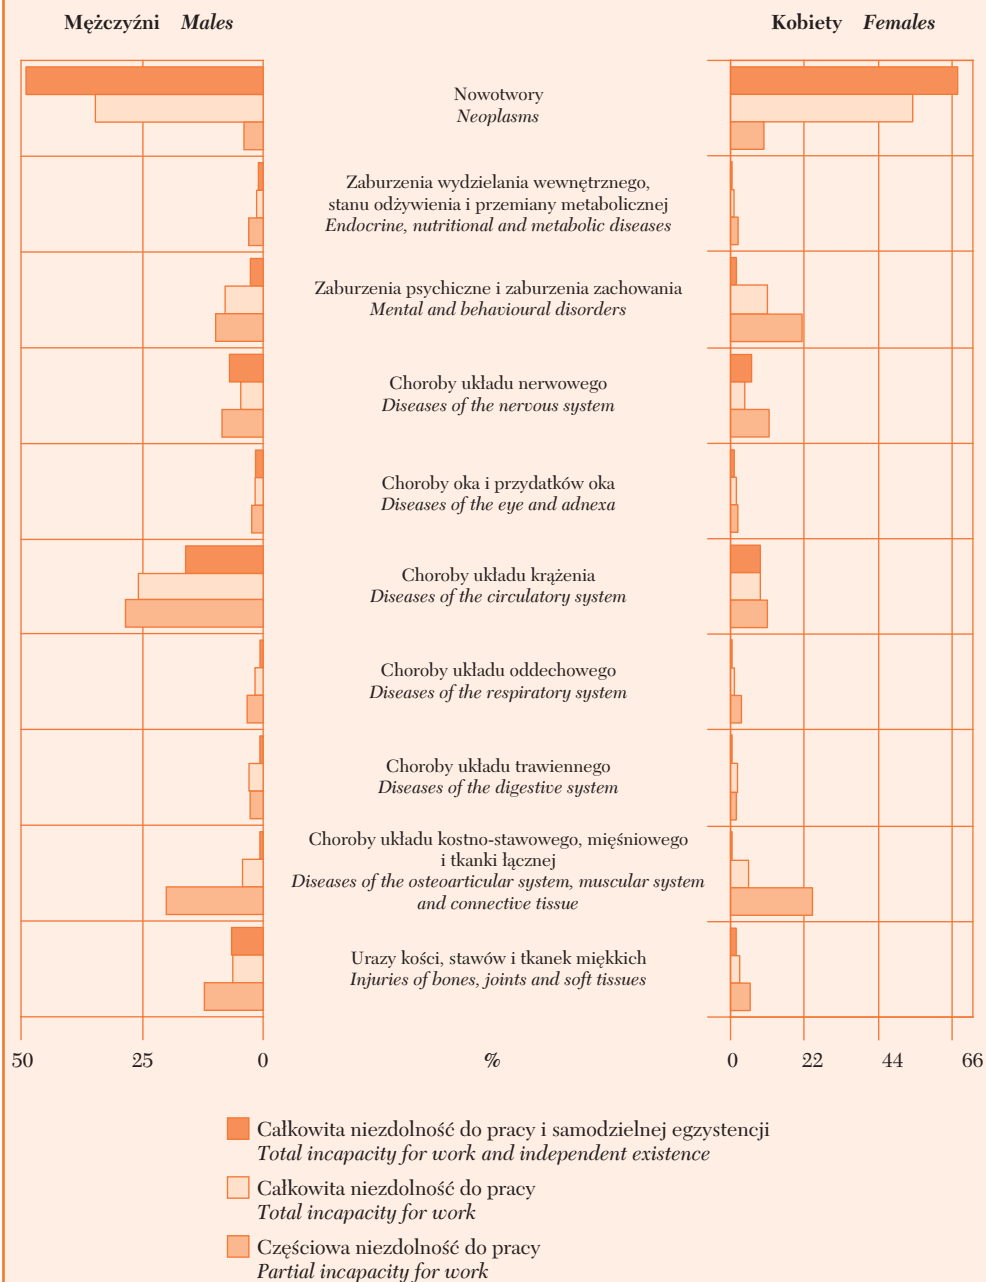 Mężczyźni Males
Kobiety Females
Nowotwory
Neoplasms
Zaburzenia wydzielania wewnętrznego,
stanu odżywienia i przemiany metabolicznej
Endocrine, nutritional and metabolic diseases
Zaburzenia psychiczne i zaburzenia zachowania
Mental and behavioural disorders
Choroby układu nerwowego
Diseases of the nervous system
Choroby oka i przydatków oka
Diseases of the eye and adnexa
Choroby układu krążenia
Diseases of the circulatory system
Choroby układu oddechowego
Diseases of the respiratory system
Choroby układu trawiennego
Diseases of the digestive system
Choroby układu kostno-stawowego, mięśniowego
i tkanki łącznej
Diseases of the osteoarticular system, muscular system
and connective tissue
Urazy kości, stawów i tkanek miękkich
Injuries of bones, joints and soft tissues
50 25 0 % 0 22 44 66
Całkowita niezdolność do pracy i samodzielnej egzystencji
Total incapacity for work and independent existence
Całkowita niezdolność do pracy
Total incapacity for work
Częściowa niezdolność do pracy
Partial incapacity for work